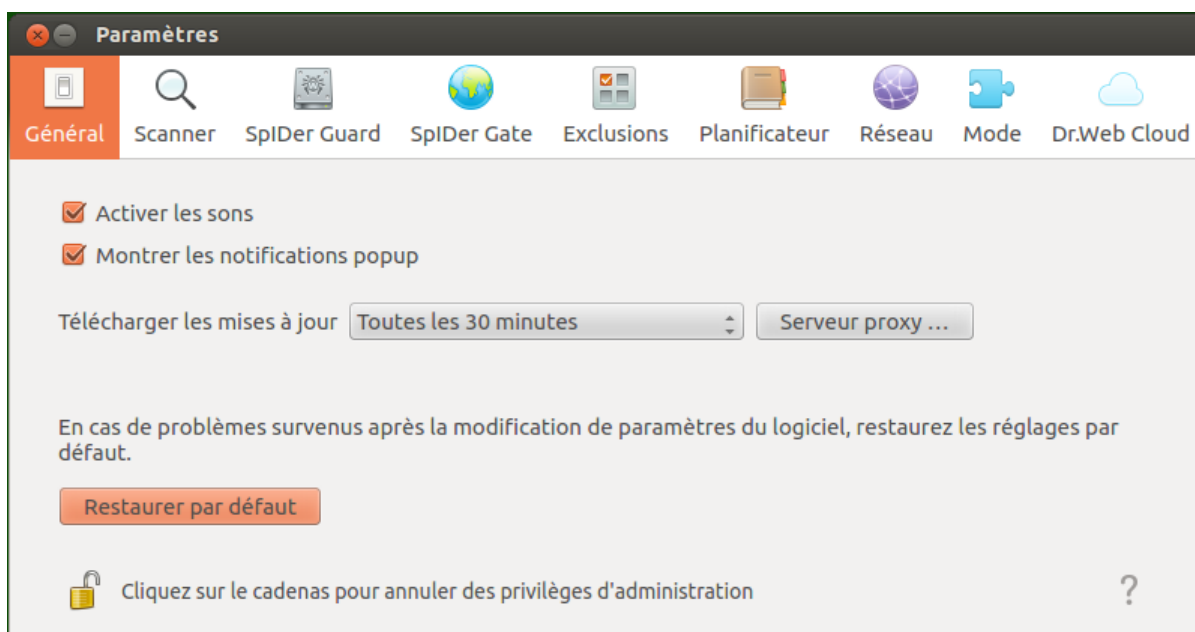 Paramètres
Général Scanner SpIDer Guard SpIDer Gate Exclusions Planificateur Réseau Mode Dr.Web Cloud
Activer les sons
Montrer les notifications popup
Télécharger les mises à jour Toutes les 30 minutes Serveur proxy ...
En cas de problèmes survenus après la modification de paramètres du logiciel, restaurez les réglages par
défaut.
Restaurer par défaut
Cliquez sur le cadenas pour annuler des privilèges d'administration ?